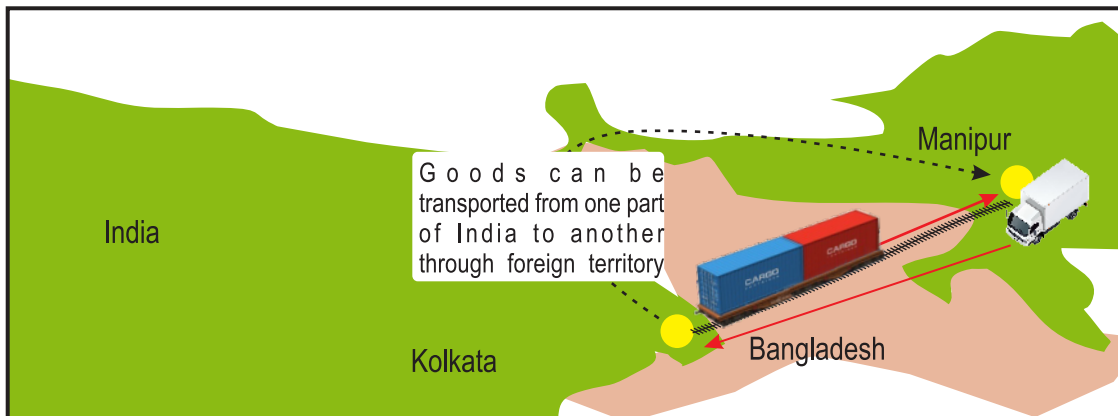 Manipur
Goods can be
transported from one part
of India to another
through foreign territory
India
CARGO
CARGO
Bangladesh
Kolkata